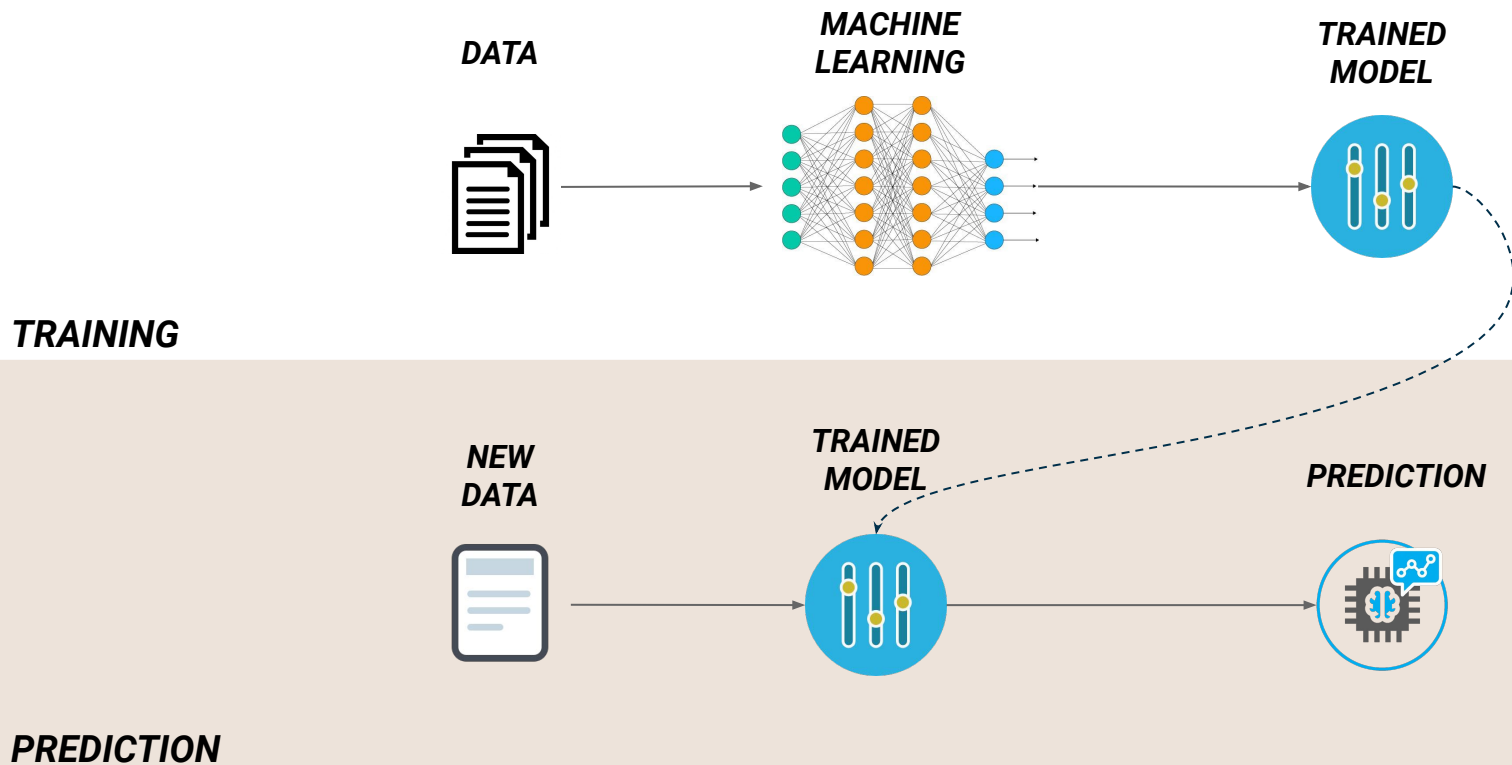 DATA
MACHINE
LEARNING
TRAINED
MODEL
TRAINING
NEW
DATA
TRAINED
MODEL
PREDICTION
PREDICTION